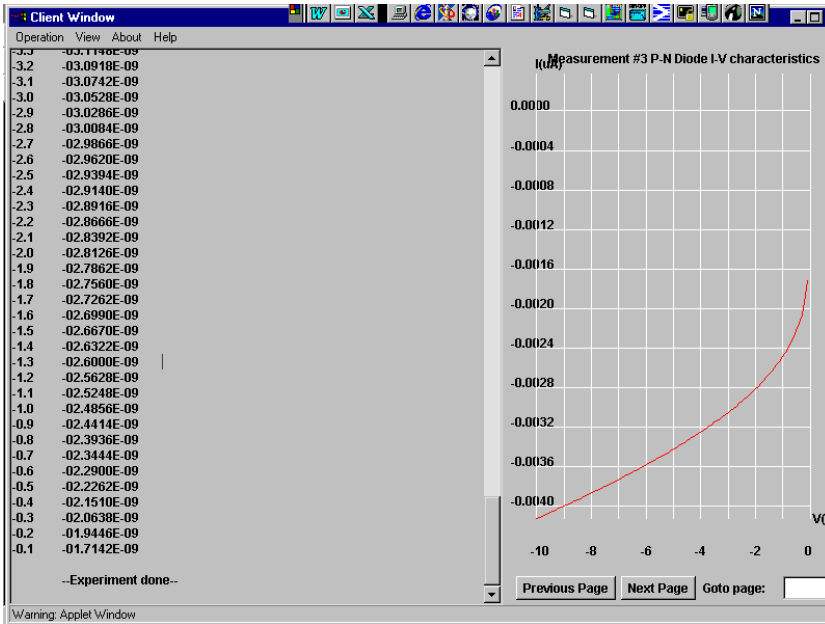 Client Window
Operation View About Help
-3.3 -03.1148E-09
-3.2 -03.0918E-09
-3.1 -03.0742E-09
-3.0 -03.0528E-09
-2.9 -03.0286E-09
-2.8 -03.0084E-09
-2.7 -02.9866E-09
-2.6 -02.9620E-09
-2.5 -02.9394E-09
-2.4 -02.9140E-09
-2.3 -02.8916E-09
-2.2 -02.8666E-09
-2.1 -02.8392E-09
-2.0 -02.8126E-09
-1.9 -02.7862E-09
-1.8 -02.7560E-09
-1.7 -02.7262E-09
-1.6 -02.6990E-09
-1.5 -02.6670E-09
-1.4 -02.6322E-09
-1.3 -02.6000E-09
-1.2 -02.5628E-09
-1.1 -02.5248E-09
-1.0 -02.4856E-09
-0.9 -02.4414E-09
-0.8 -02.3936E-09
-0.7 -02.3444E-09
-0.6 -02.2900E-09
-0.5 -02.2262E-09
-0.4 -02.1510E-09
-0.3 -02.0638E-09
-0.2 -01.9446E-09
-0.1 -01.7142E-09
--Experiment done--
Warning: Applet Window
Measurement #3 P-N Diode I-V characteristics
I(uA)
0.0000
-0.0004
-0.0008
-0.0012
-0.0016
-0.0020
-0.0024
-0.0028
-0.0032
-0.0036
-0.0040
V(
-10 -8 -6 -4 -2 0
Previous Page Next Page Goto page: